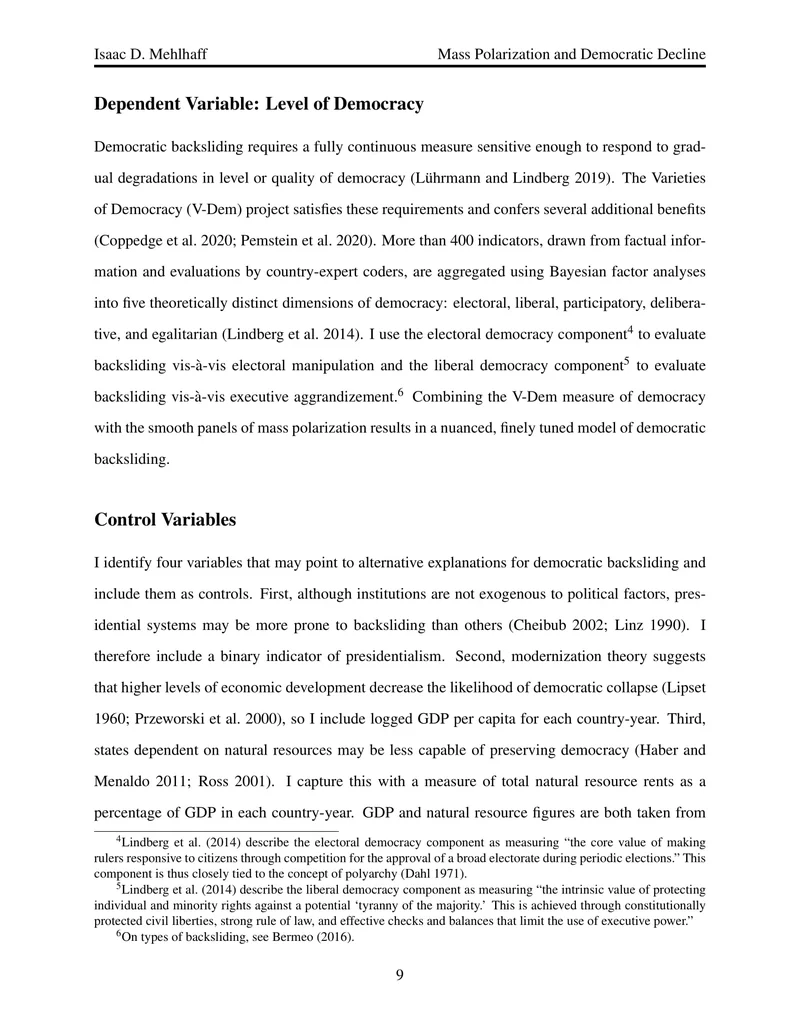 Isaac D. Mehlhaff Mass Polarization and Democratic Decline
Dependent Variable: Level of Democracy
Democratic backsliding requires a fully continuous measure sensitive enough to respond to grad-
ual degradations in level or quality of democracy (Lührmann and Lindberg 2019). The Varieties
of Democracy (V-Dem) project satisfies these requirements and confers several additional benefits
(Coppedge et al. 2020; Pemstein et al. 2020). More than 400 indicators, drawn from factual infor-
mation and evaluations by country-expert coders, are aggregated using Bayesian factor analyses
into five theoretically distinct dimensions of democracy: electoral, liberal, participatory, delibera-
tive, and egalitarian (Lindberg et al. 2014). I use the electoral democracy component4 to evaluate
backsliding vis-à-vis electoral manipulation and the liberal democracy component5 to evaluate
backsliding vis-à-vis executive aggrandizement.6 Combining the V-Dem measure of democracy
with the smooth panels of mass polarization results in a nuanced, finely tuned model of democratic
backsliding.
Control Variables
I identify four variables that may point to alternative explanations for democratic backsliding and
include them as controls. First, although institutions are not exogenous to political factors, pres-
idential systems may be more prone to backsliding than others (Cheibub 2002; Linz 1990). I
therefore include a binary indicator of presidentialism. Second, modernization theory suggests
that higher levels of economic development decrease the likelihood of democratic collapse (Lipset
1960; Przeworski et al. 2000), so I include logged GDP per capita for each country-year. Third,
states dependent on natural resources may be less capable of preserving democracy (Haber and
Menaldo 2011; Ross 2001). I capture this with a measure of total natural resource rents as a
percentage of GDP in each country-year. GDP and natural resource figures are both taken from
4Lindberg et al. (2014) describe the electoral democracy component as measuring “the core value of making
rulers responsive to citizens through competition for the approval of a broad electorate during periodic elections.” This
component is thus closely tied to the concept of polyarchy (Dahl 1971).
5Lindberg et al. (2014) describe the liberal democracy component as measuring “the intrinsic value of protecting
individual and minority rights against a potential ‘tyranny of the majority.’ This is achieved through constitutionally
protected civil liberties, strong rule of law, and effective checks and balances that limit the use of executive power.”
6On types of backsliding, see Bermeo (2016).
9